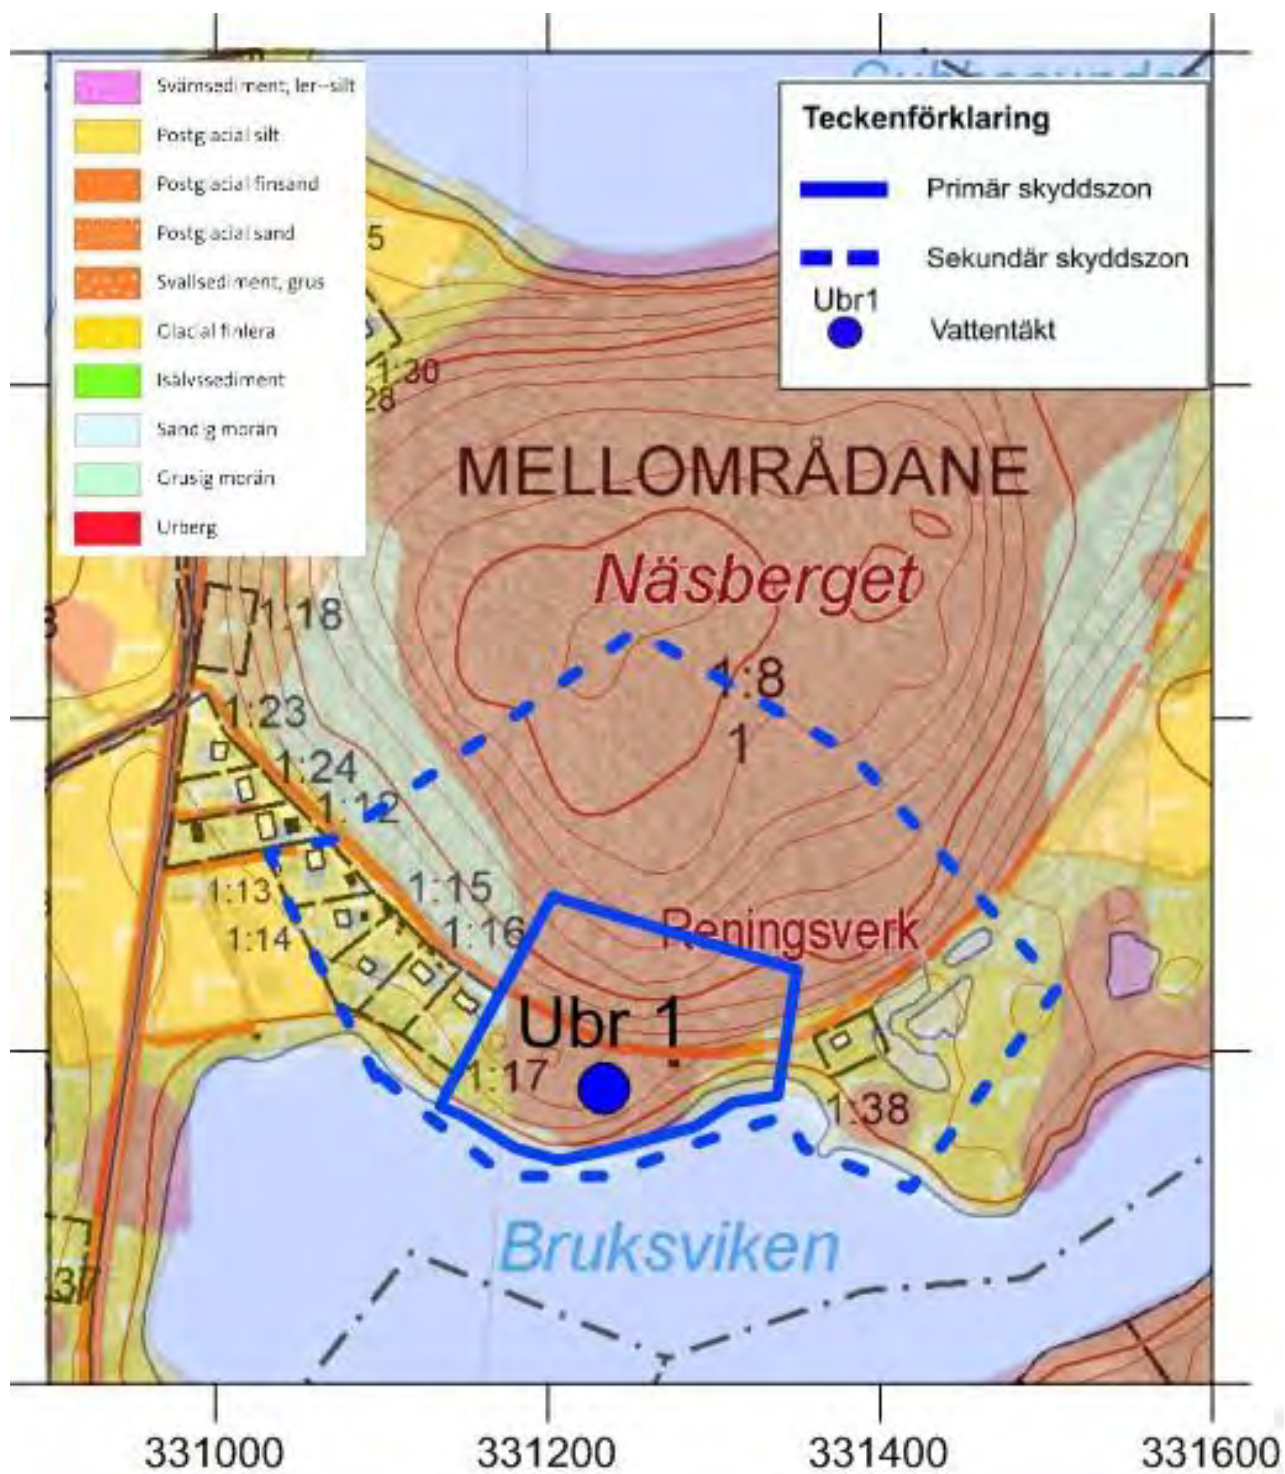 Svämsediment, ler--silt
Postglacial silt
Postglacial finsand
Postglacial sand
Svallsediment, grus
Glacial finlera
Isälvssediment
Sandig morän
Grusig morän
Urberg
Teckenförklaring
Primär skyddszon
Sekundär skyddszon
Ubr1
Vattentäkt
5
1:30
28
MELLOMRÅDANE
Näsberget
1:18
1:8
1
1:23
1:24
1:12
1:13
1:15
1:14
1:16
Reningsverk
Ubr 1
1:17
1:38
Bruksviken
37
331000
331200
331400
331600